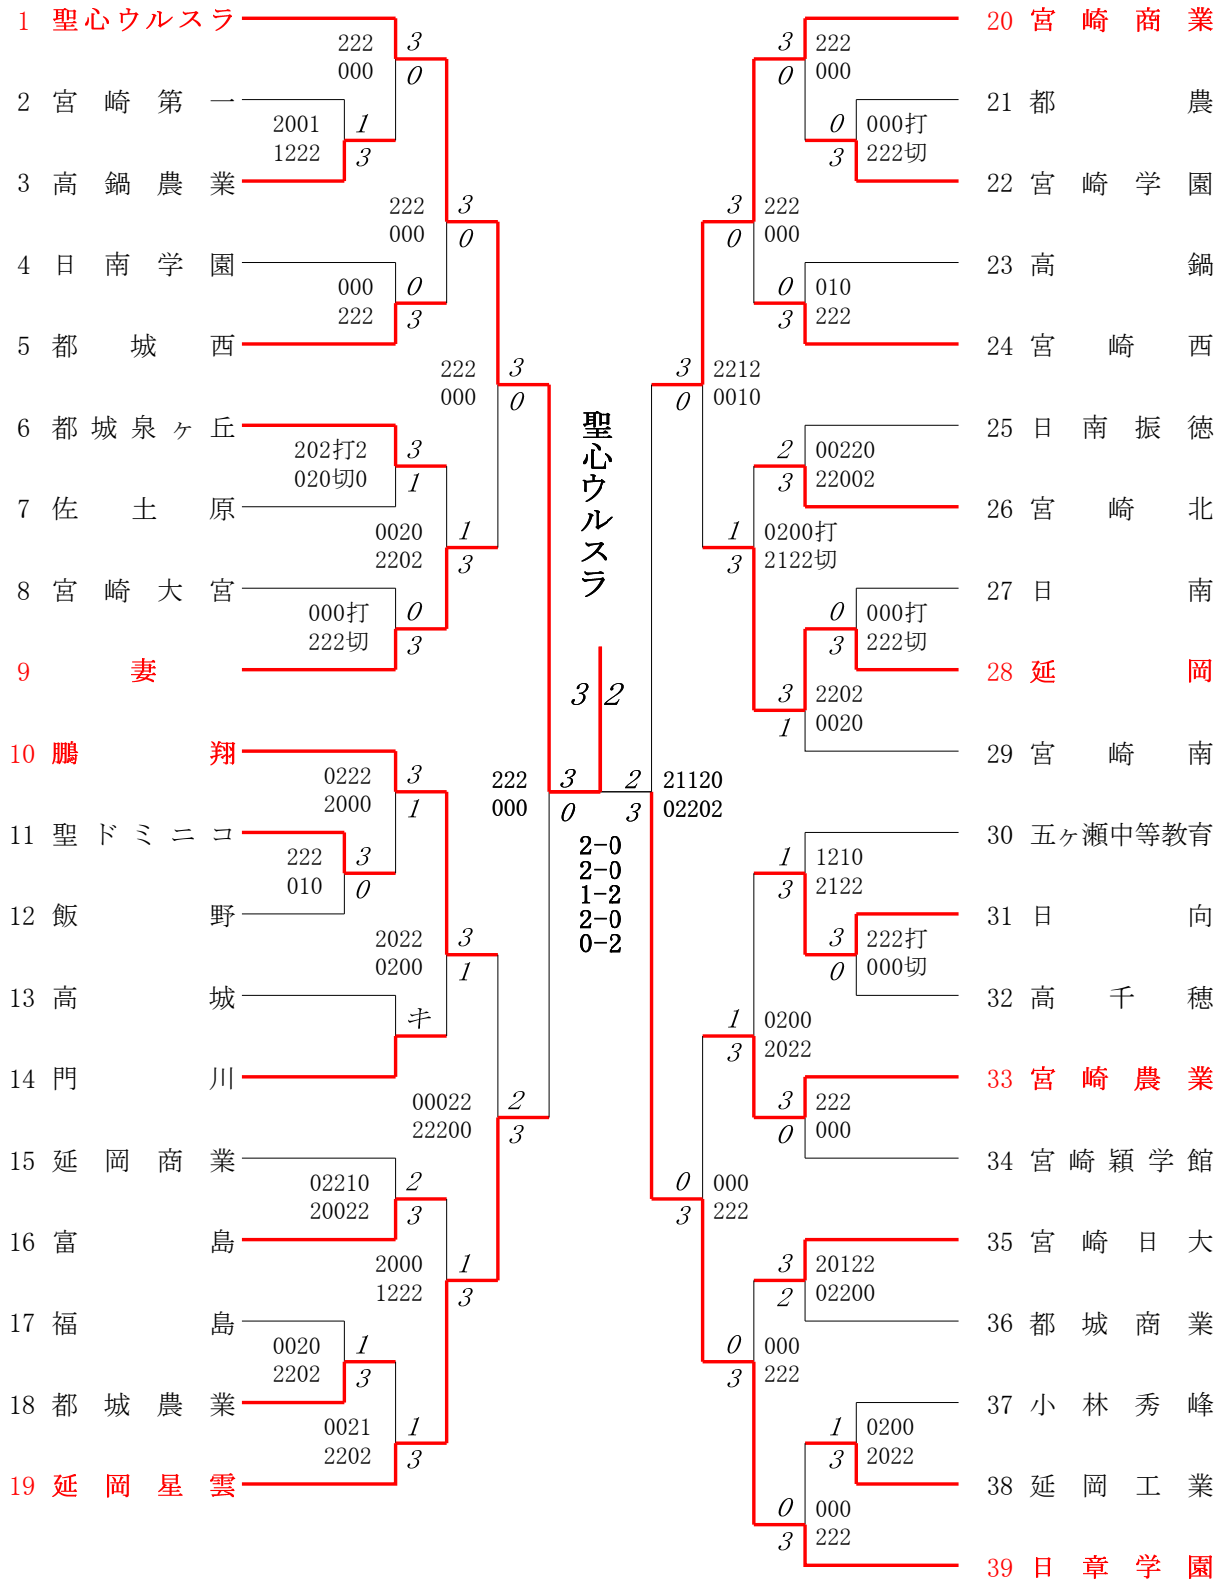 1 聖心ウルスラ
2 宮崎第一
3 高鍋農業
4 日南学園
5 都城西
6 都城泉ヶ丘
7 佐土原
8 宮崎大宮
9 妻
10 鵬翔
11 聖ドミニコ
12 飯野
13 高城
14 門川
15 延岡商業
16 富島
17 福島
18 都城農業
19 延岡星雲
222 3
000 0
2001 1
1222 3
222 3
000 0
000 0
222 3
222 3
000 0
202打2 3
020切0 1
0020 1
2202 3
000打 0
222切 3
0222 3
2000 1
222 3
010 0
2022 3
0200 1
キ
00022 2
22200 3
02210 2
20022 3
2000 1
1222 3
0020 1
2202 3
0021 1
2202 3
222 3
000 0
聖心ウルスラ
3 2
2-0
2-0
1-2
2-0
0-2
2 21120
3 02202
3 222
0 000
0 000打
3 222切
3 222
0 000
0 010
3 222
3 2212
0 0010
2 00220
3 22002
1 0200打
3 2122切
0 000打
3 222切
3 2202
1 0020
1 1210
3 2122
3 222打
0 000切
1 0200
3 2022
3 222
0 000
0 000
3 222
3 20122
2 02200
0 000
3 222
1 0200
3 2022
0 000
3 222
20 宮崎商業
21 都農
22 宮崎学園
23 高鍋
24 宮崎西
25 日南振徳
26 宮崎北
27 日南
28 延岡
29 宮崎南
30 五ヶ瀬中等教育
31 日向
32 高千穂
33 宮崎農業
34 宮崎穎学館
35 宮崎日大
36 都城商業
37 小林秀峰
38 延岡工業
39 日章学園